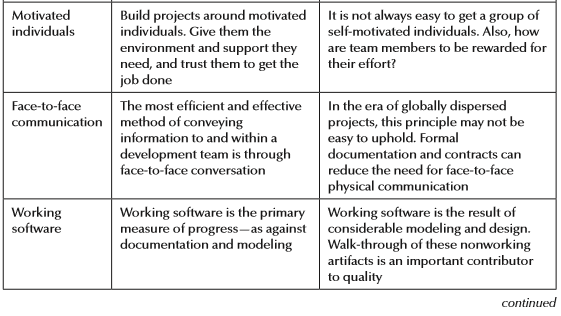 Motivated
individuals
Build projects around motivated
individuals. Give them the
environment and support they
need, and trust them to get the
job done
It is not always easy to get a group of
self-motivated individuals. Also, how
are team members to be rewarded for
their effort?
Face-to-face
communication
The most efficient and effective
method of conveying
information to and within a
development team is through
face-to-face conversation
In the era of globally dispersed
projects, this principle may not be
easy to uphold. Formal
documentation and contracts can
reduce the need for face-to-face
physical communication
Working
software
Working software is the primary
measure of progress—as against
documentation and modeling
Working software is the result of
considerable modeling and design.
Walk-through of these nonworking
artifacts is an important contributor
to quality
continued